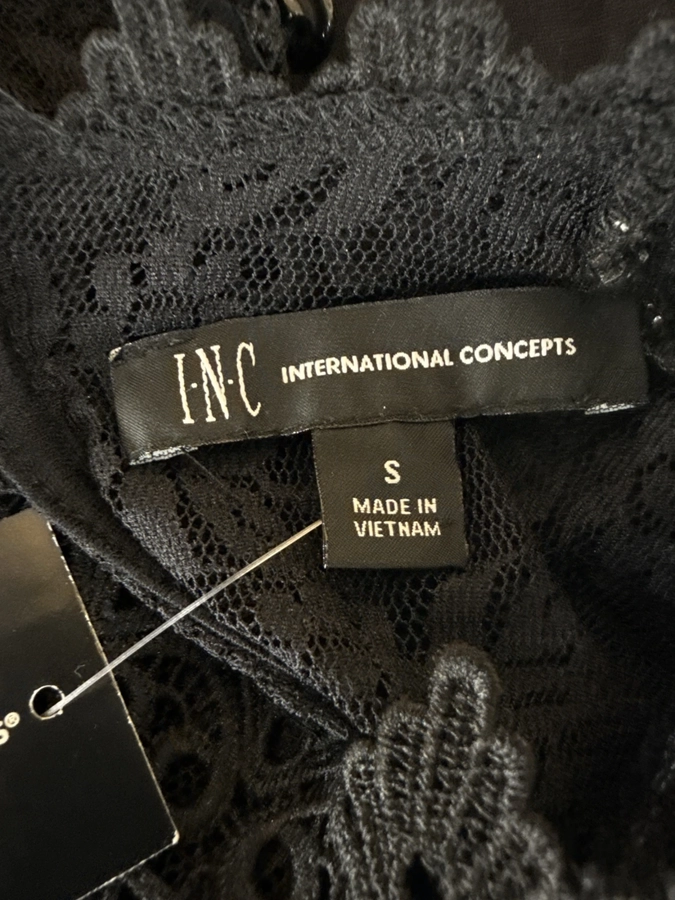 I·N·C INTERNATIONAL CONCEPTS
S
MADE IN
VIETNAM